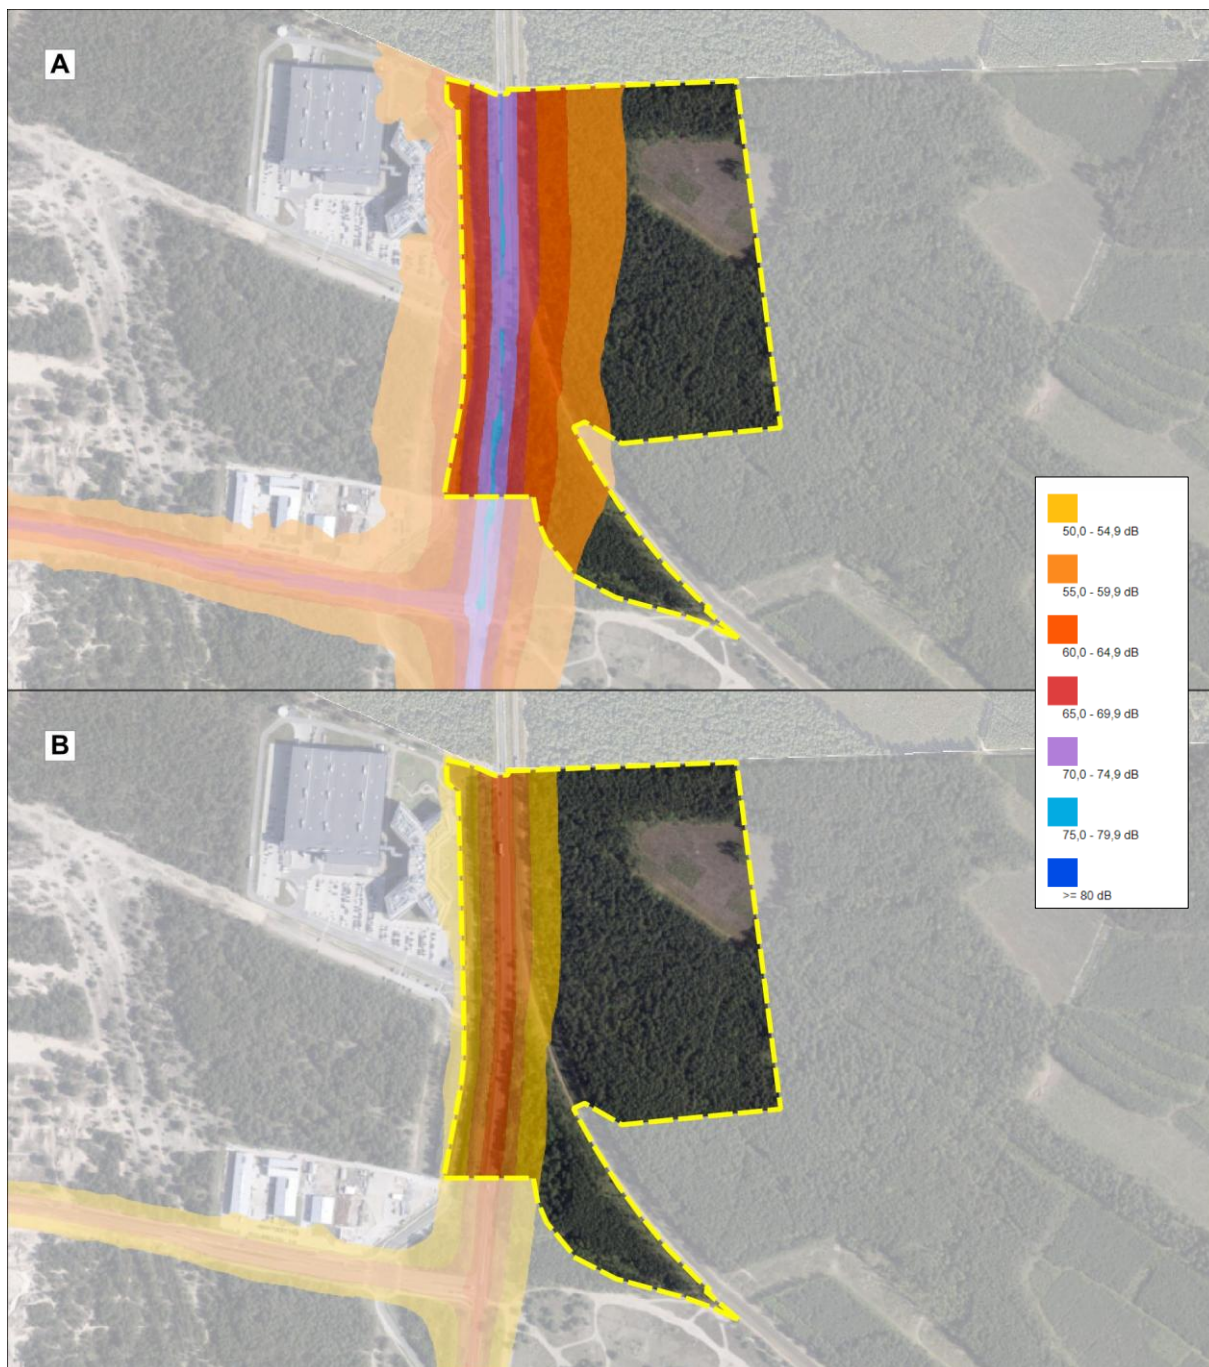 A
50,0 - 54,9 dB
55,0 - 59,9 dB
60,0 - 64,9 dB
65,0 - 69,9 dB
70,0 - 74,9 dB
75,0 - 79,9 dB
>= 80 dB
B